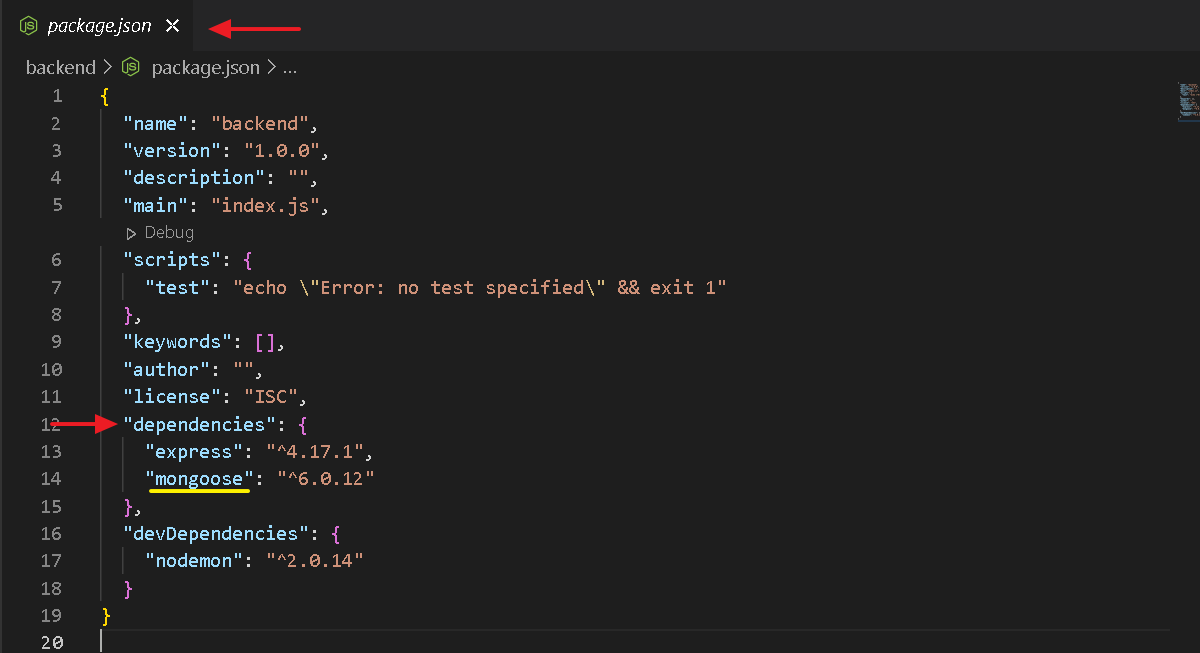 package.json ×
backend > package.json > ...
1 {
2 "name": "backend",
3 "version": "1.0.0",
4 "description": "",
5 "main": "index.js",
Debug
6 "scripts": {
7 "test": "echo \"Error: no test specified\" && exit 1"
8 },
9 "keywords": [],
10 "author": "",
11 "license": "ISC",
12 "dependencies": {
13 "express": "^4.17.1",
14 "mongoose": "^6.0.12"
15 },
16 "devDependencies": {
17 "nodemon": "^2.0.14"
18 }
19 }
20